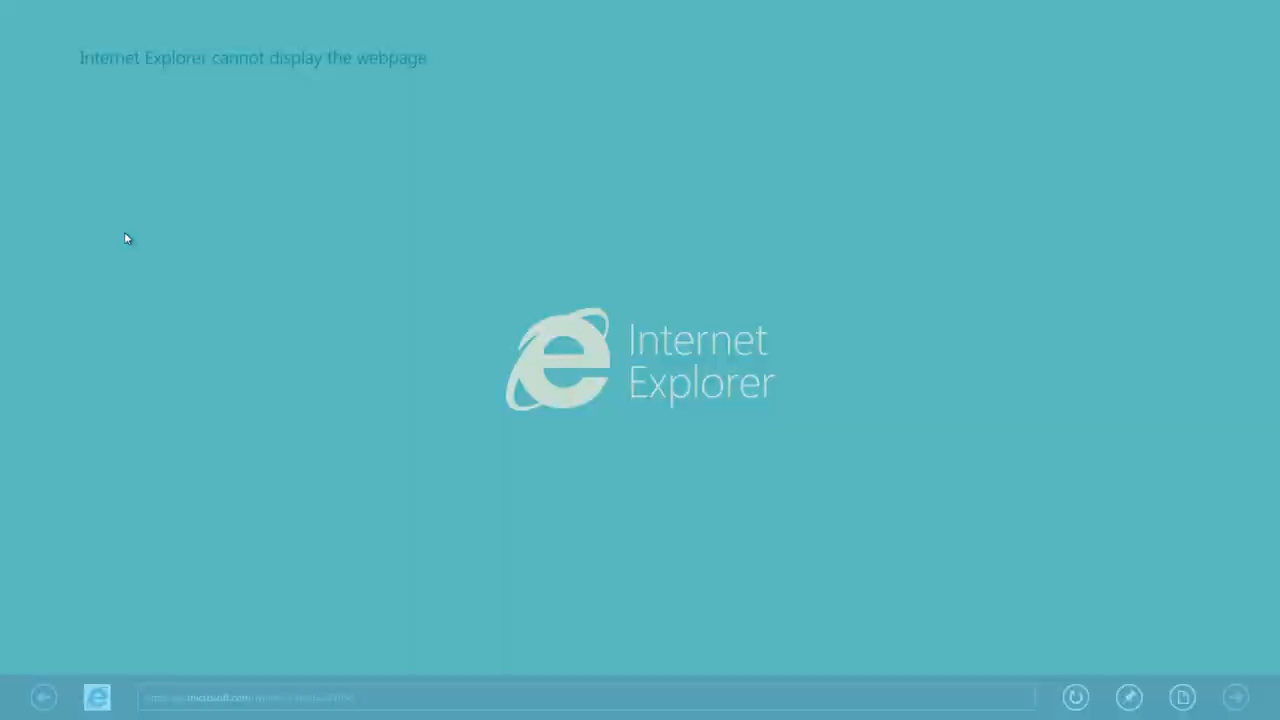 Internet Explorer cannot display the webpage
Internet
Explorer
microsoft.com